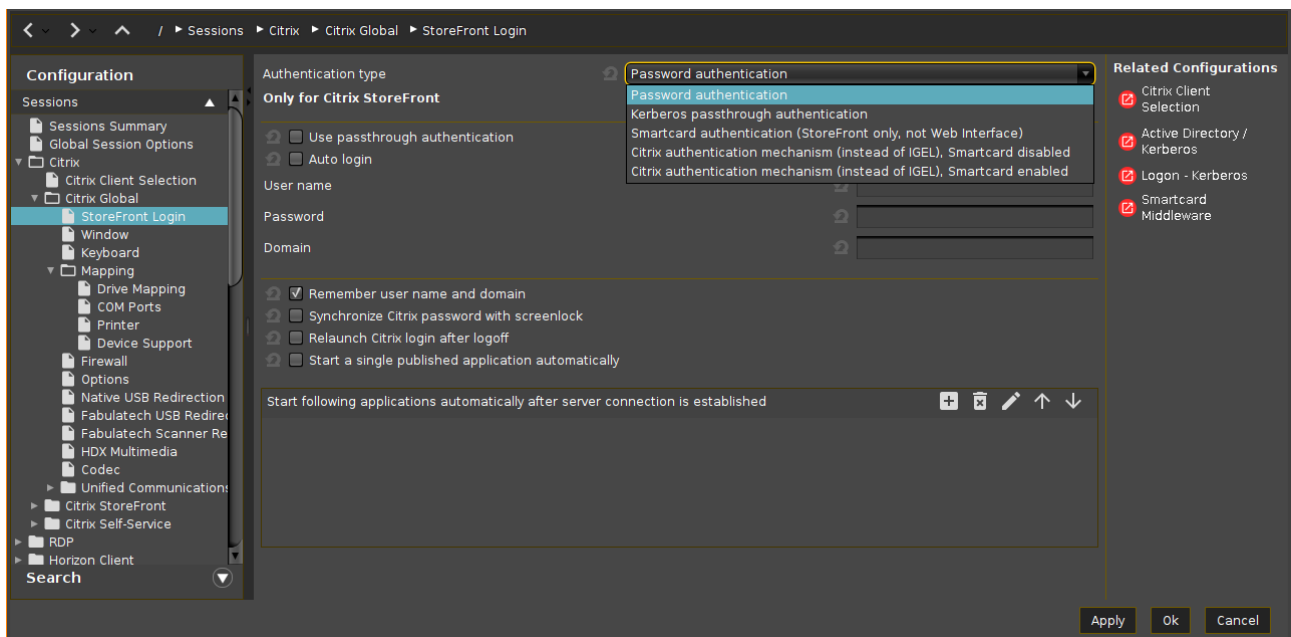 / Sessions Citrix Citrix Global StoreFront Login
Configuration
Sessions
Sessions Summary
Global Session Options
Citrix
Citrix Client Selection
Citrix Global
StoreFront Login
Window
Keyboard
Mapping
Drive Mapping
COM Ports
Printer
Device Support
Firewall
Options
Native USB Redirection
Fabulatech USB Redirec
Fabulatech Scanner Re
HDX Multimedia
Codec
Unified Communications
Citrix StoreFront
Citrix Self-Service
RDP
Horizon Client
Search
Authentication type
Password authentication
Password authentication
Kerberos passthrough authentication
Smartcard authentication (StoreFront only, not Web Interface)
Citrix authentication mechanism (instead of IGEL), Smartcard disabled
Citrix authentication mechanism (instead of IGEL), Smartcard enabled
Only for Citrix StoreFront
Use passthrough authentication
Auto login
User name
Password
Domain
Remember user name and domain
Synchronize Citrix password with screenlock
Relaunch Citrix login after logoff
Start a single published application automatically
Start following applications automatically after server connection is established
Related Configurations
Citrix Client
Selection
Active Directory /
Kerberos
Logon - Kerberos
Smartcard
Middleware
Apply Ok Cancel